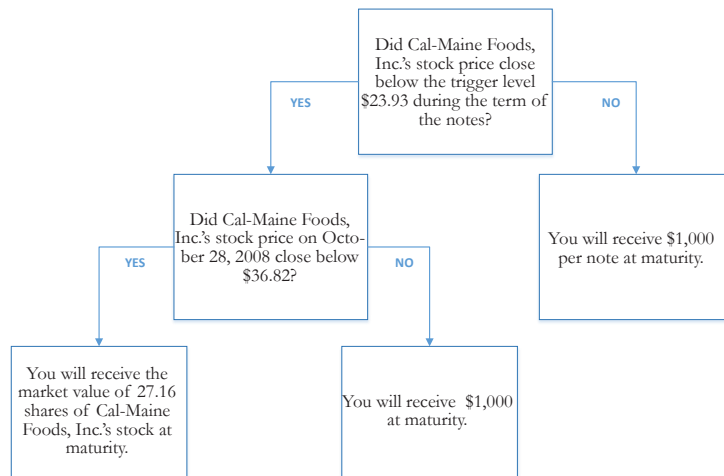 Did Cal-Maine Foods,
Inc.'s stock price close
below the trigger level
$23.93 during the term of
the notes?
YES
NO
Did Cal-Maine Foods,
Inc.'s stock price on Octo-
ber 28, 2008 close below
$36.82?
You will receive $1,000
per note at maturity.
YES
NO
You will receive the
market value of 27.16
shares of Cal-Maine
Foods, Inc.'s stock at
maturity.
You will receive $1,000
at maturity.